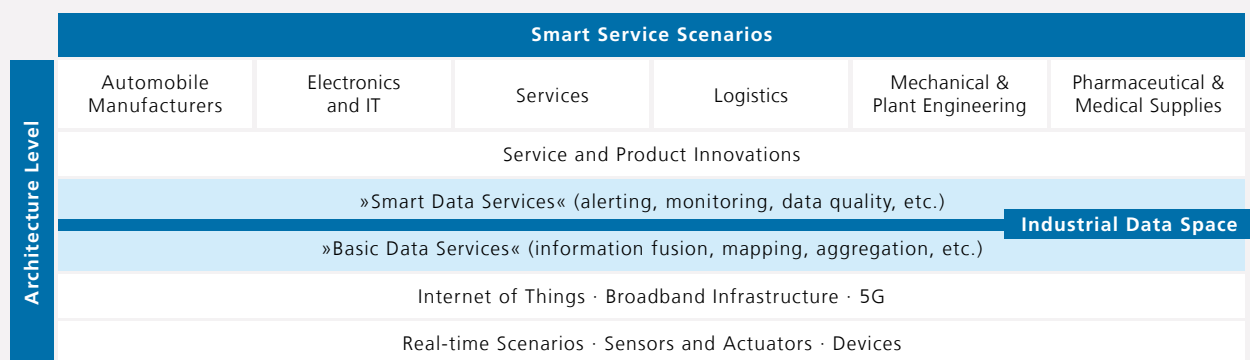 Smart Service Scenarios
Architecture Level
Automobile
Manufacturers
Electronics
and IT
Services
Logistics
Mechanical &
Plant Engineering
Pharmaceutical &
Medical Supplies
Service and Product Innovations
»Smart Data Services« (alerting, monitoring, data quality, etc.)
Industrial Data Space
»Basic Data Services« (information fusion, mapping, aggregation, etc.)
Internet of Things · Broadband Infrastructure · 5G
Real-time Scenarios · Sensors and Actuators · Devices